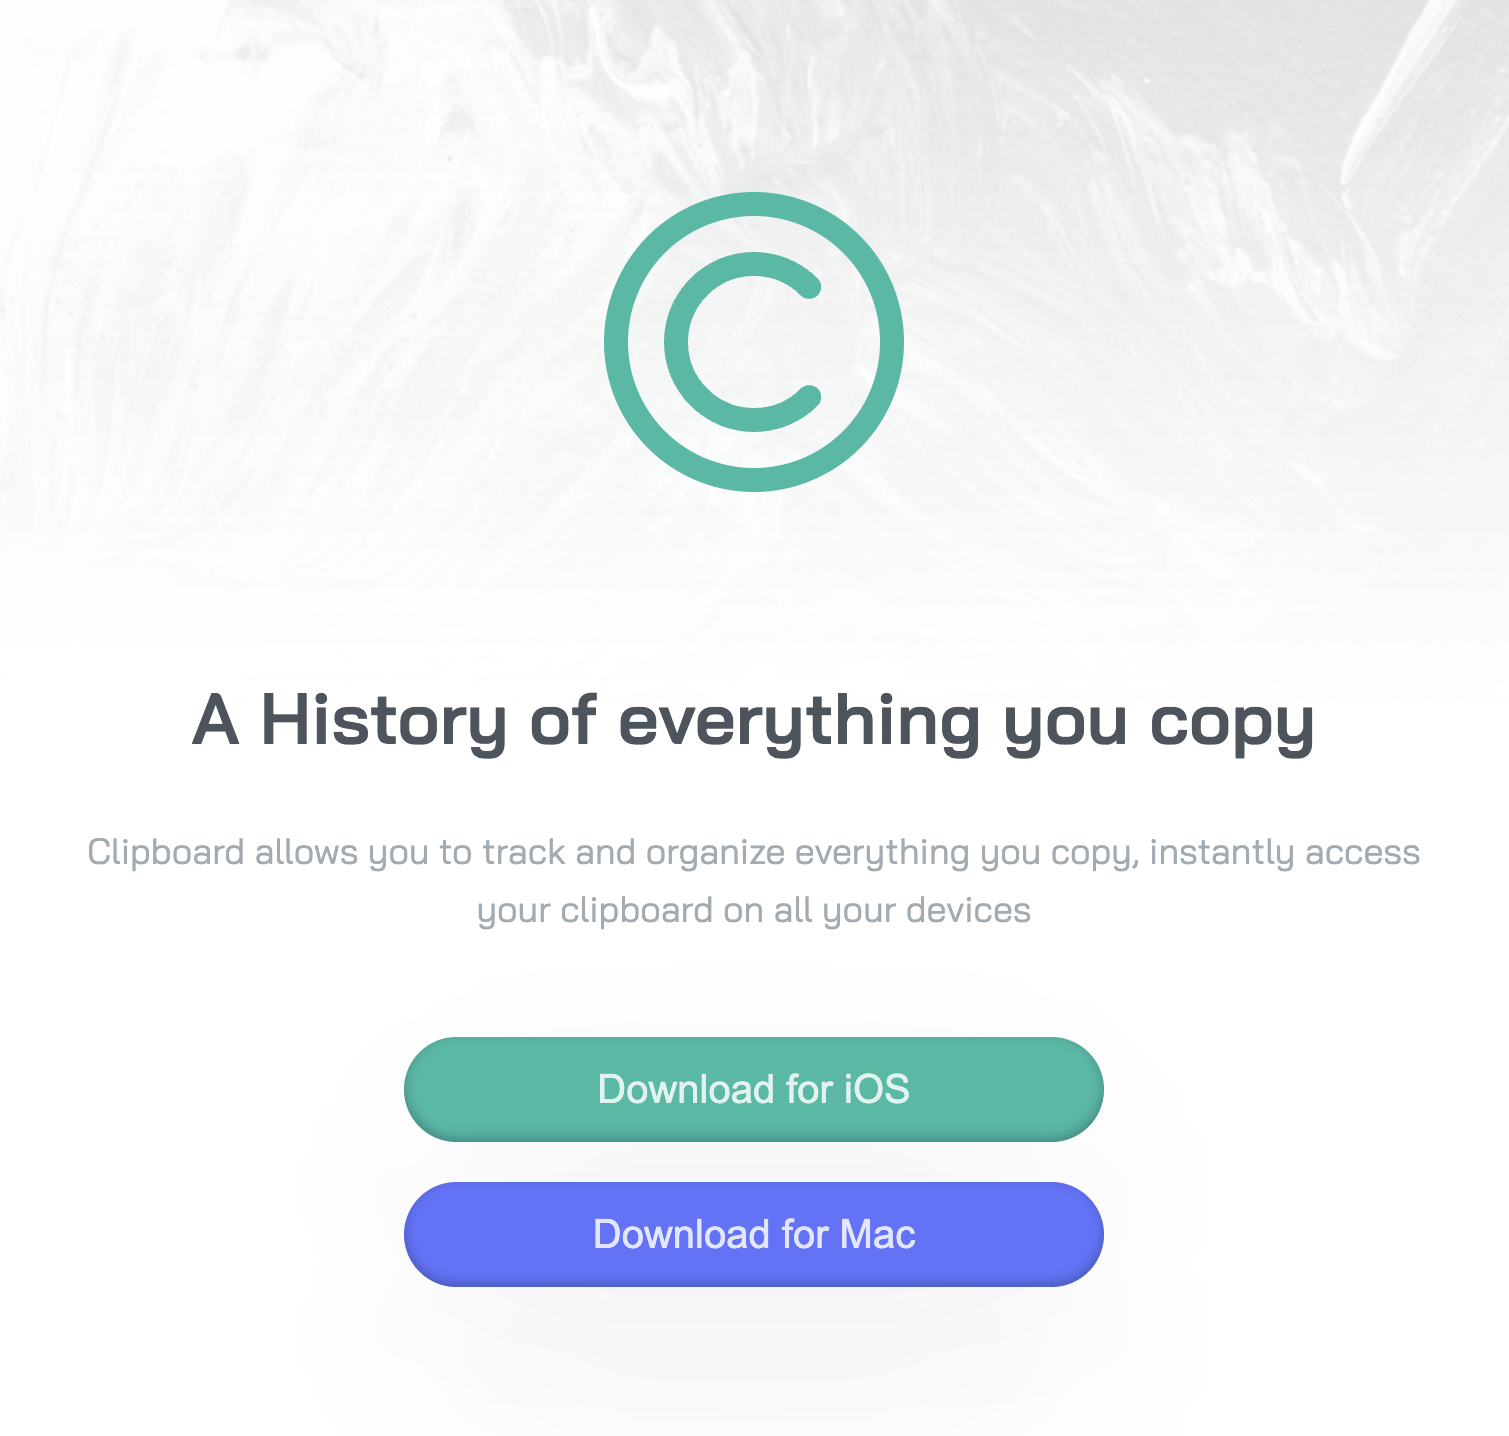 A History of everything you copy
Clipboard allows you to track and organize everything you copy, instantly access
your clipboard on all your devices
Download for iOS
Download for Mac